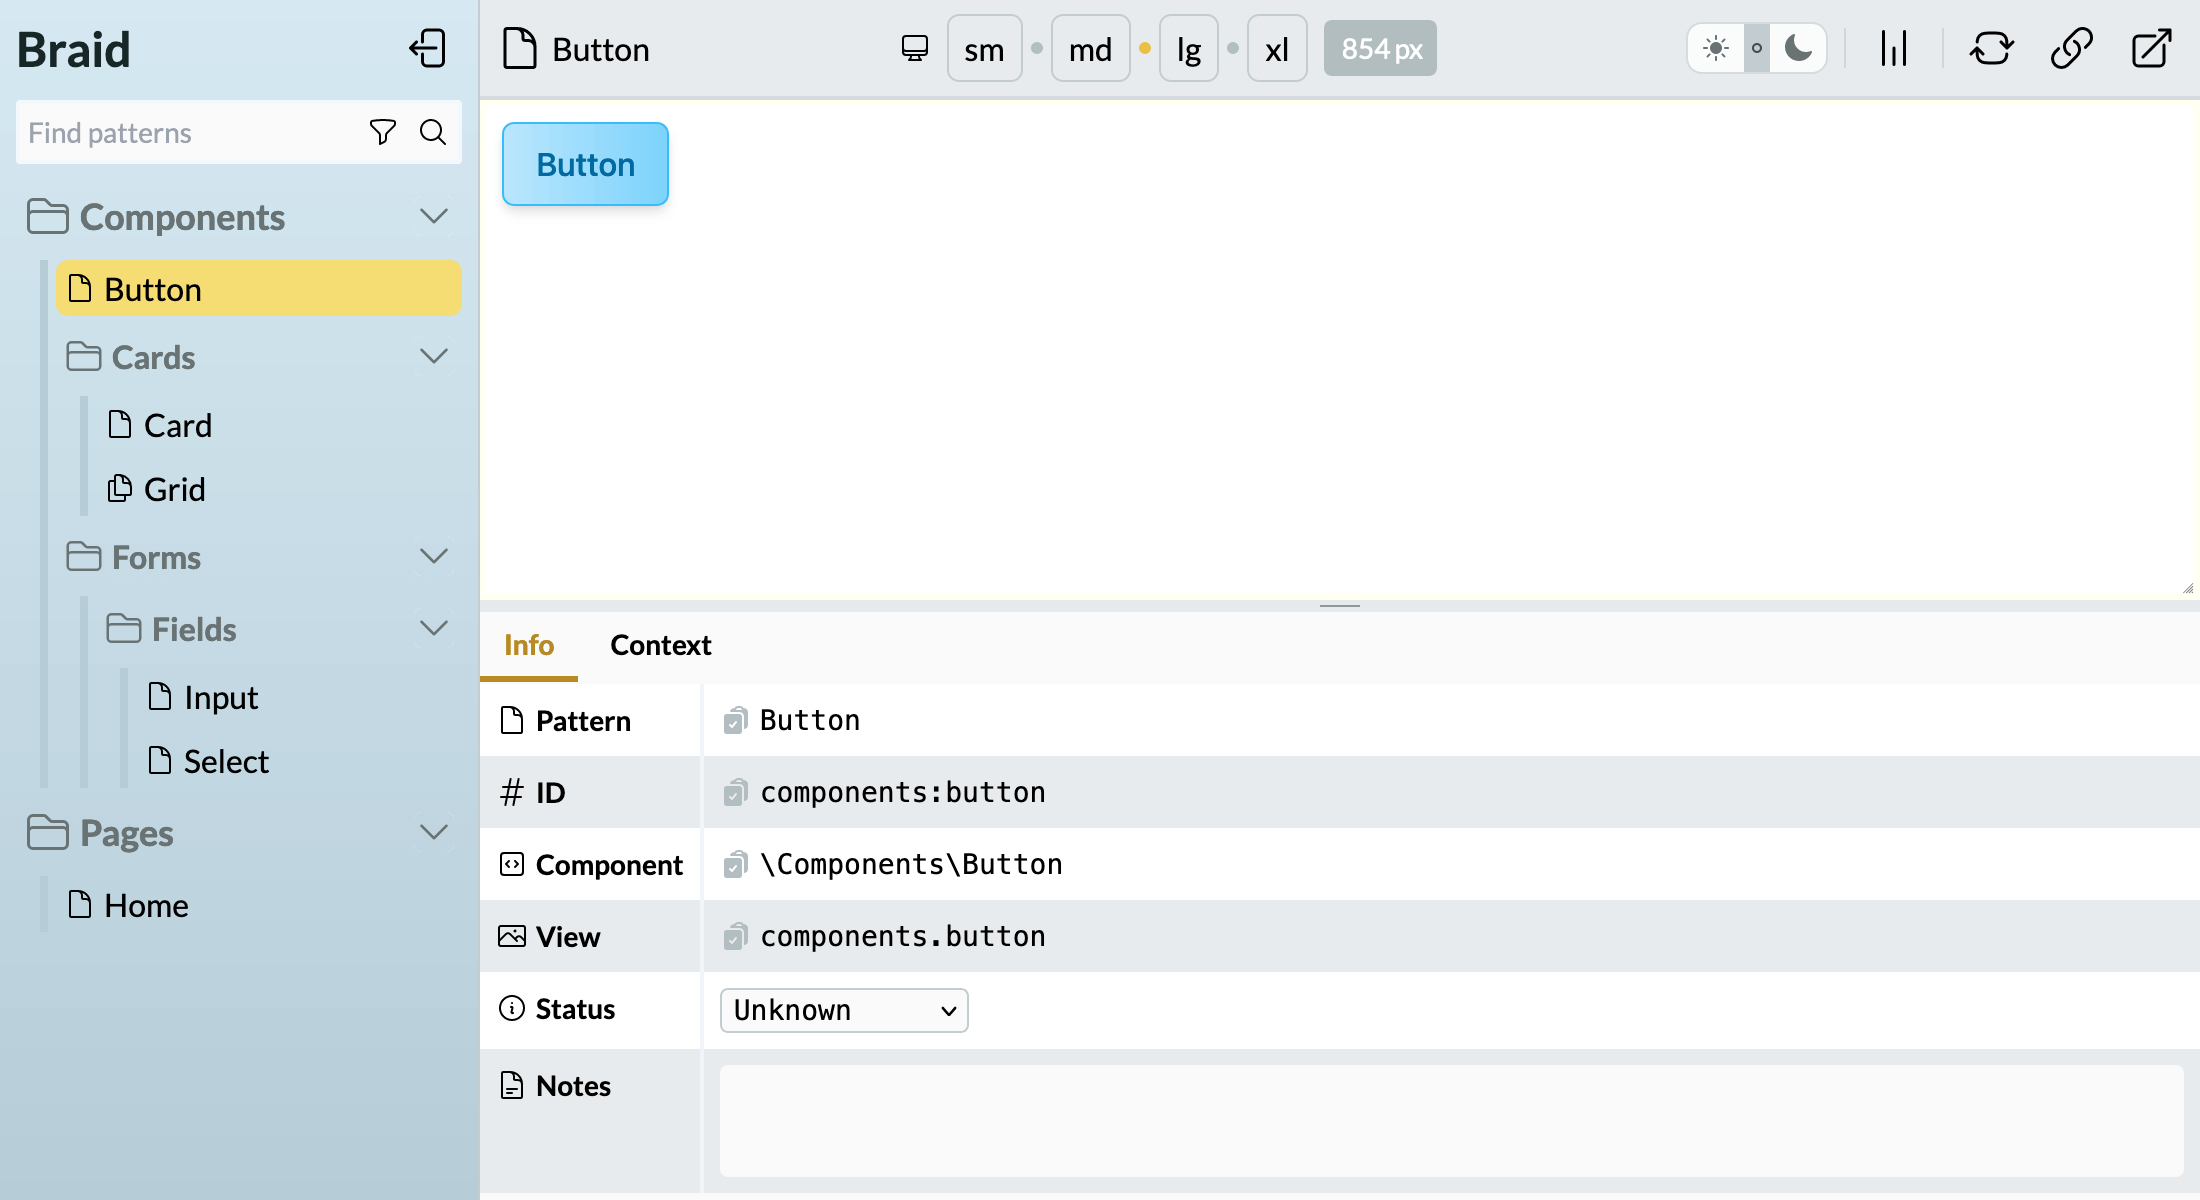 Braid
Find patterns
Components
Button
Cards
Card
Grid
Forms
Fields
Input
Select
Pages
Home
Button
sm
md
lg
xl
854 px
Button
Info
Context
Pattern
Button
ID
components:button
Component
\Components\Button
View
components.button
Status
Unknown
Notes